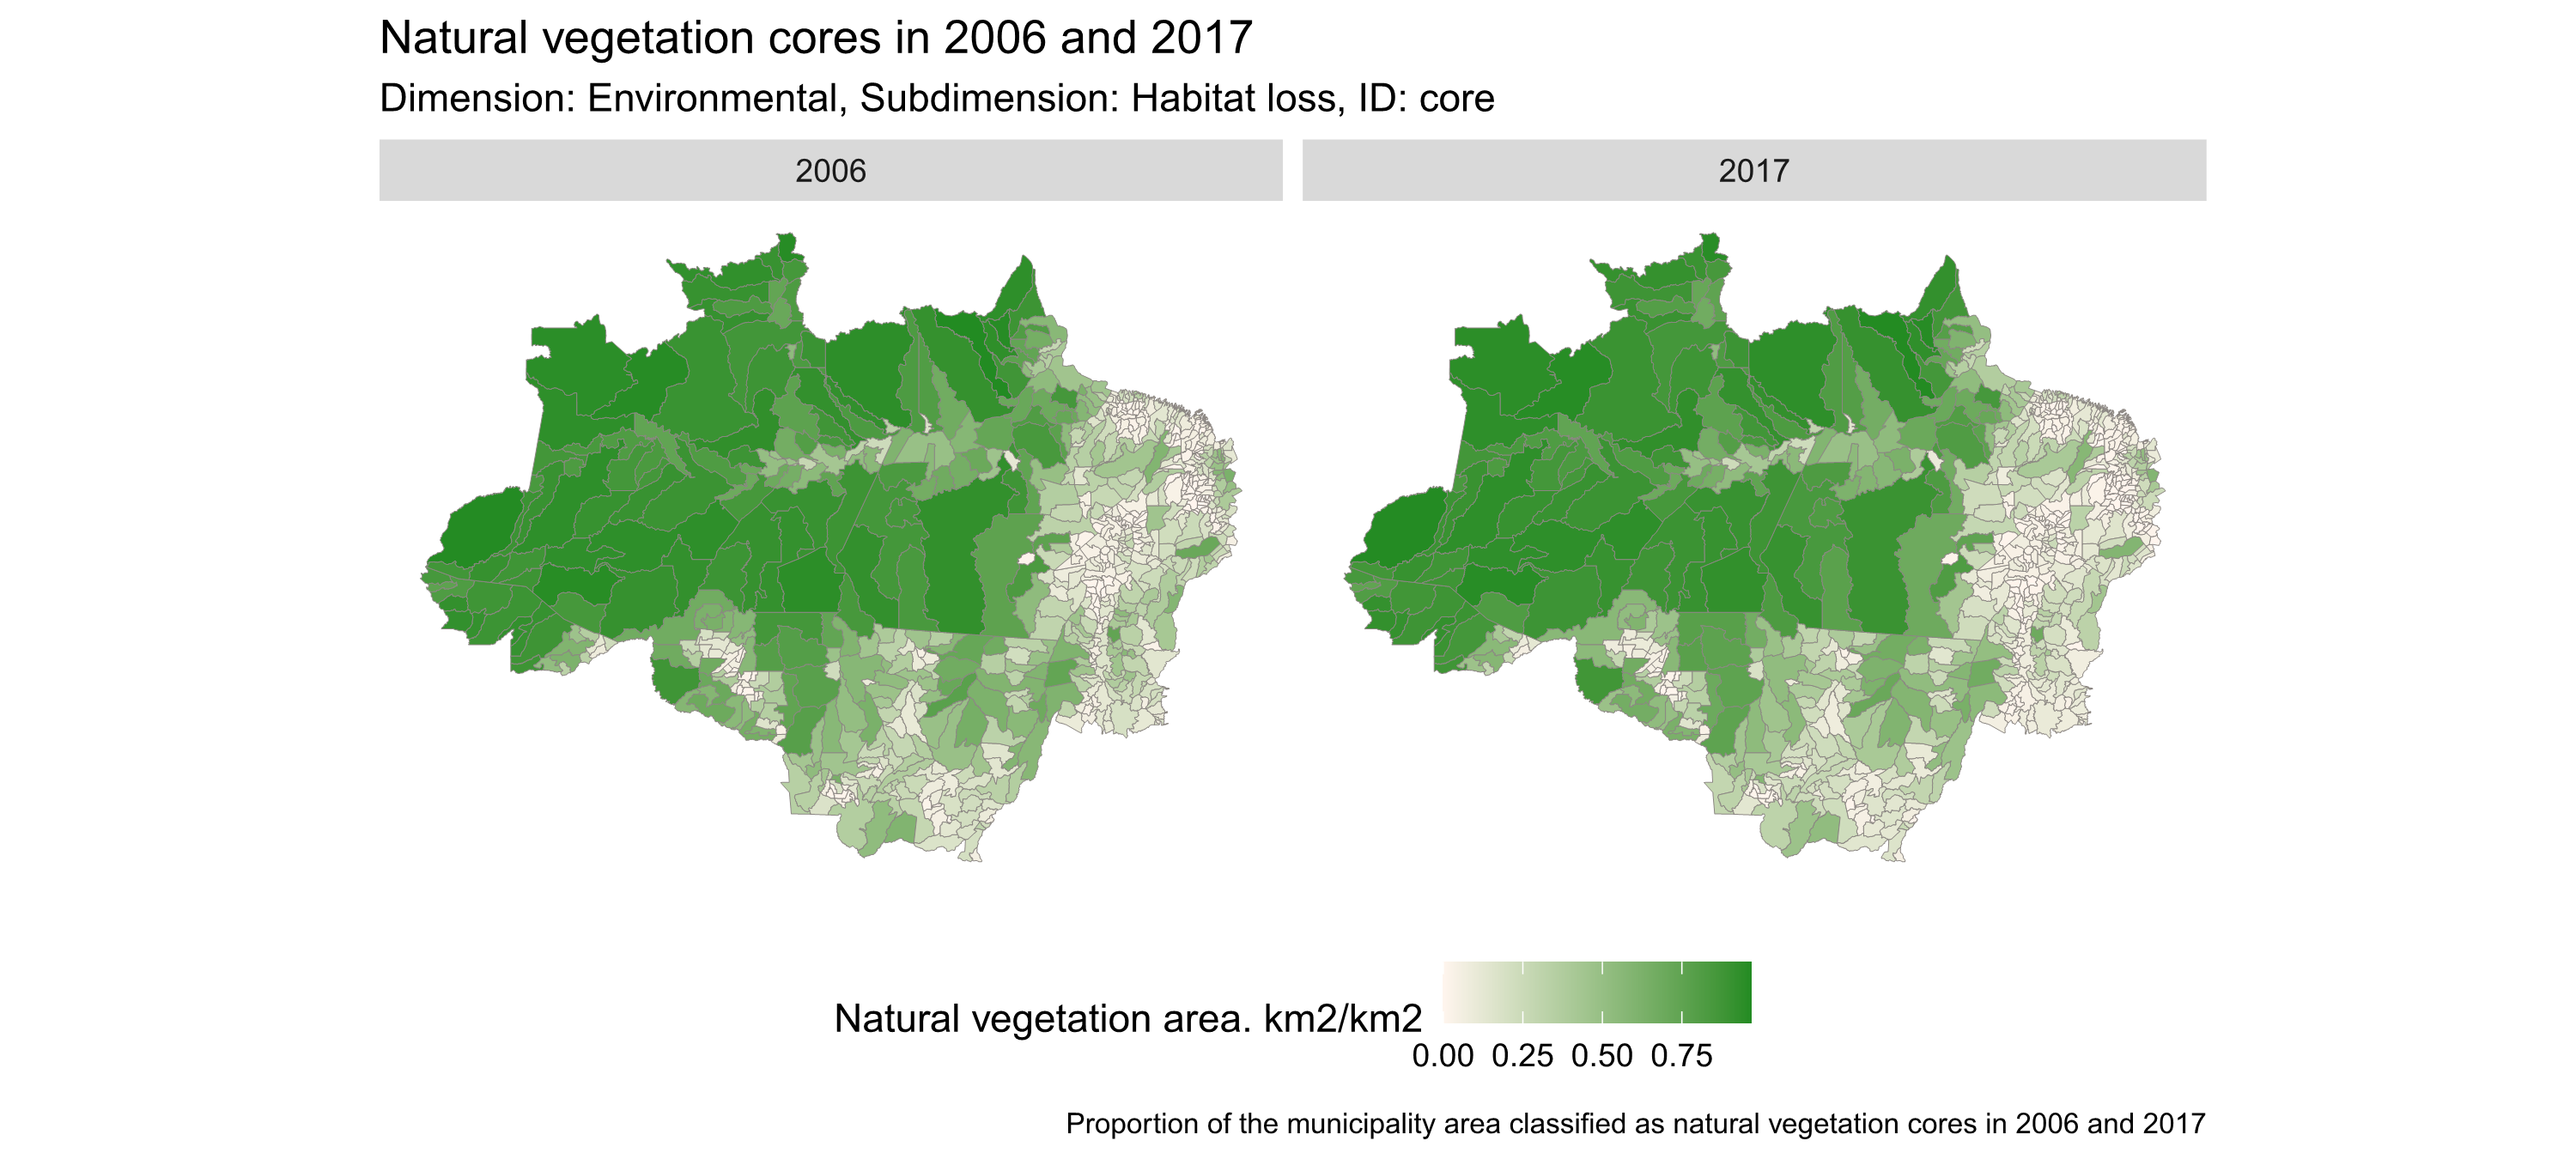 Natural vegetation cores in 2006 and 2017
Dimension: Environmental, Subdimension: Habitat loss, ID: core
2006
2017
Natural vegetation area. km2/km2
0.00 0.25 0.50 0.75
Proportion of the municipality area classified as natural vegetation cores in 2006 and 2017